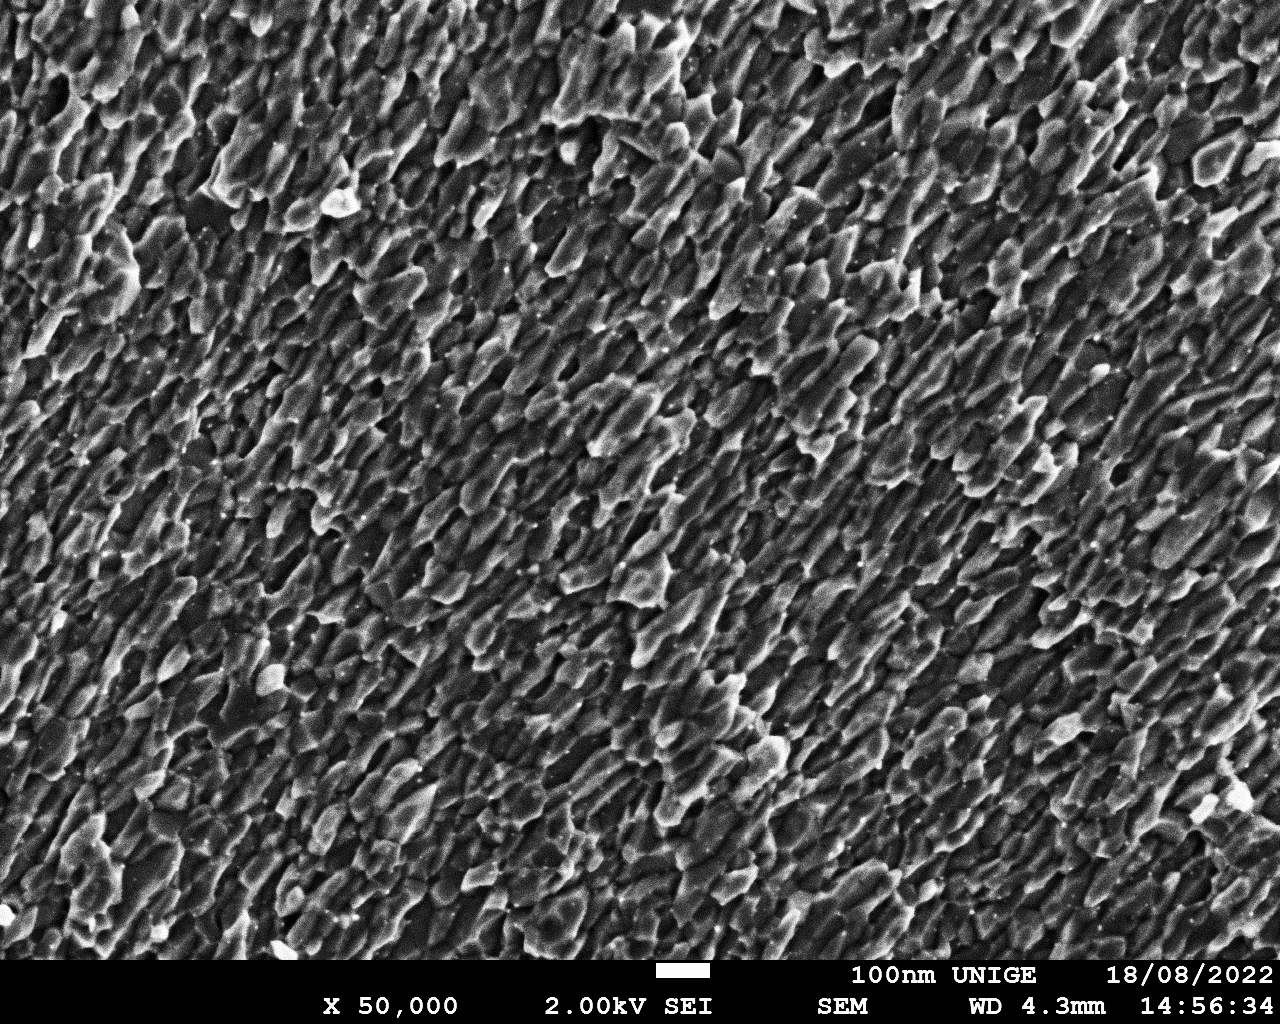 100nm UNIGE 18/08/2022
X 50,000 2.00kV SEI SEM WD 4.3mm 14:56:34